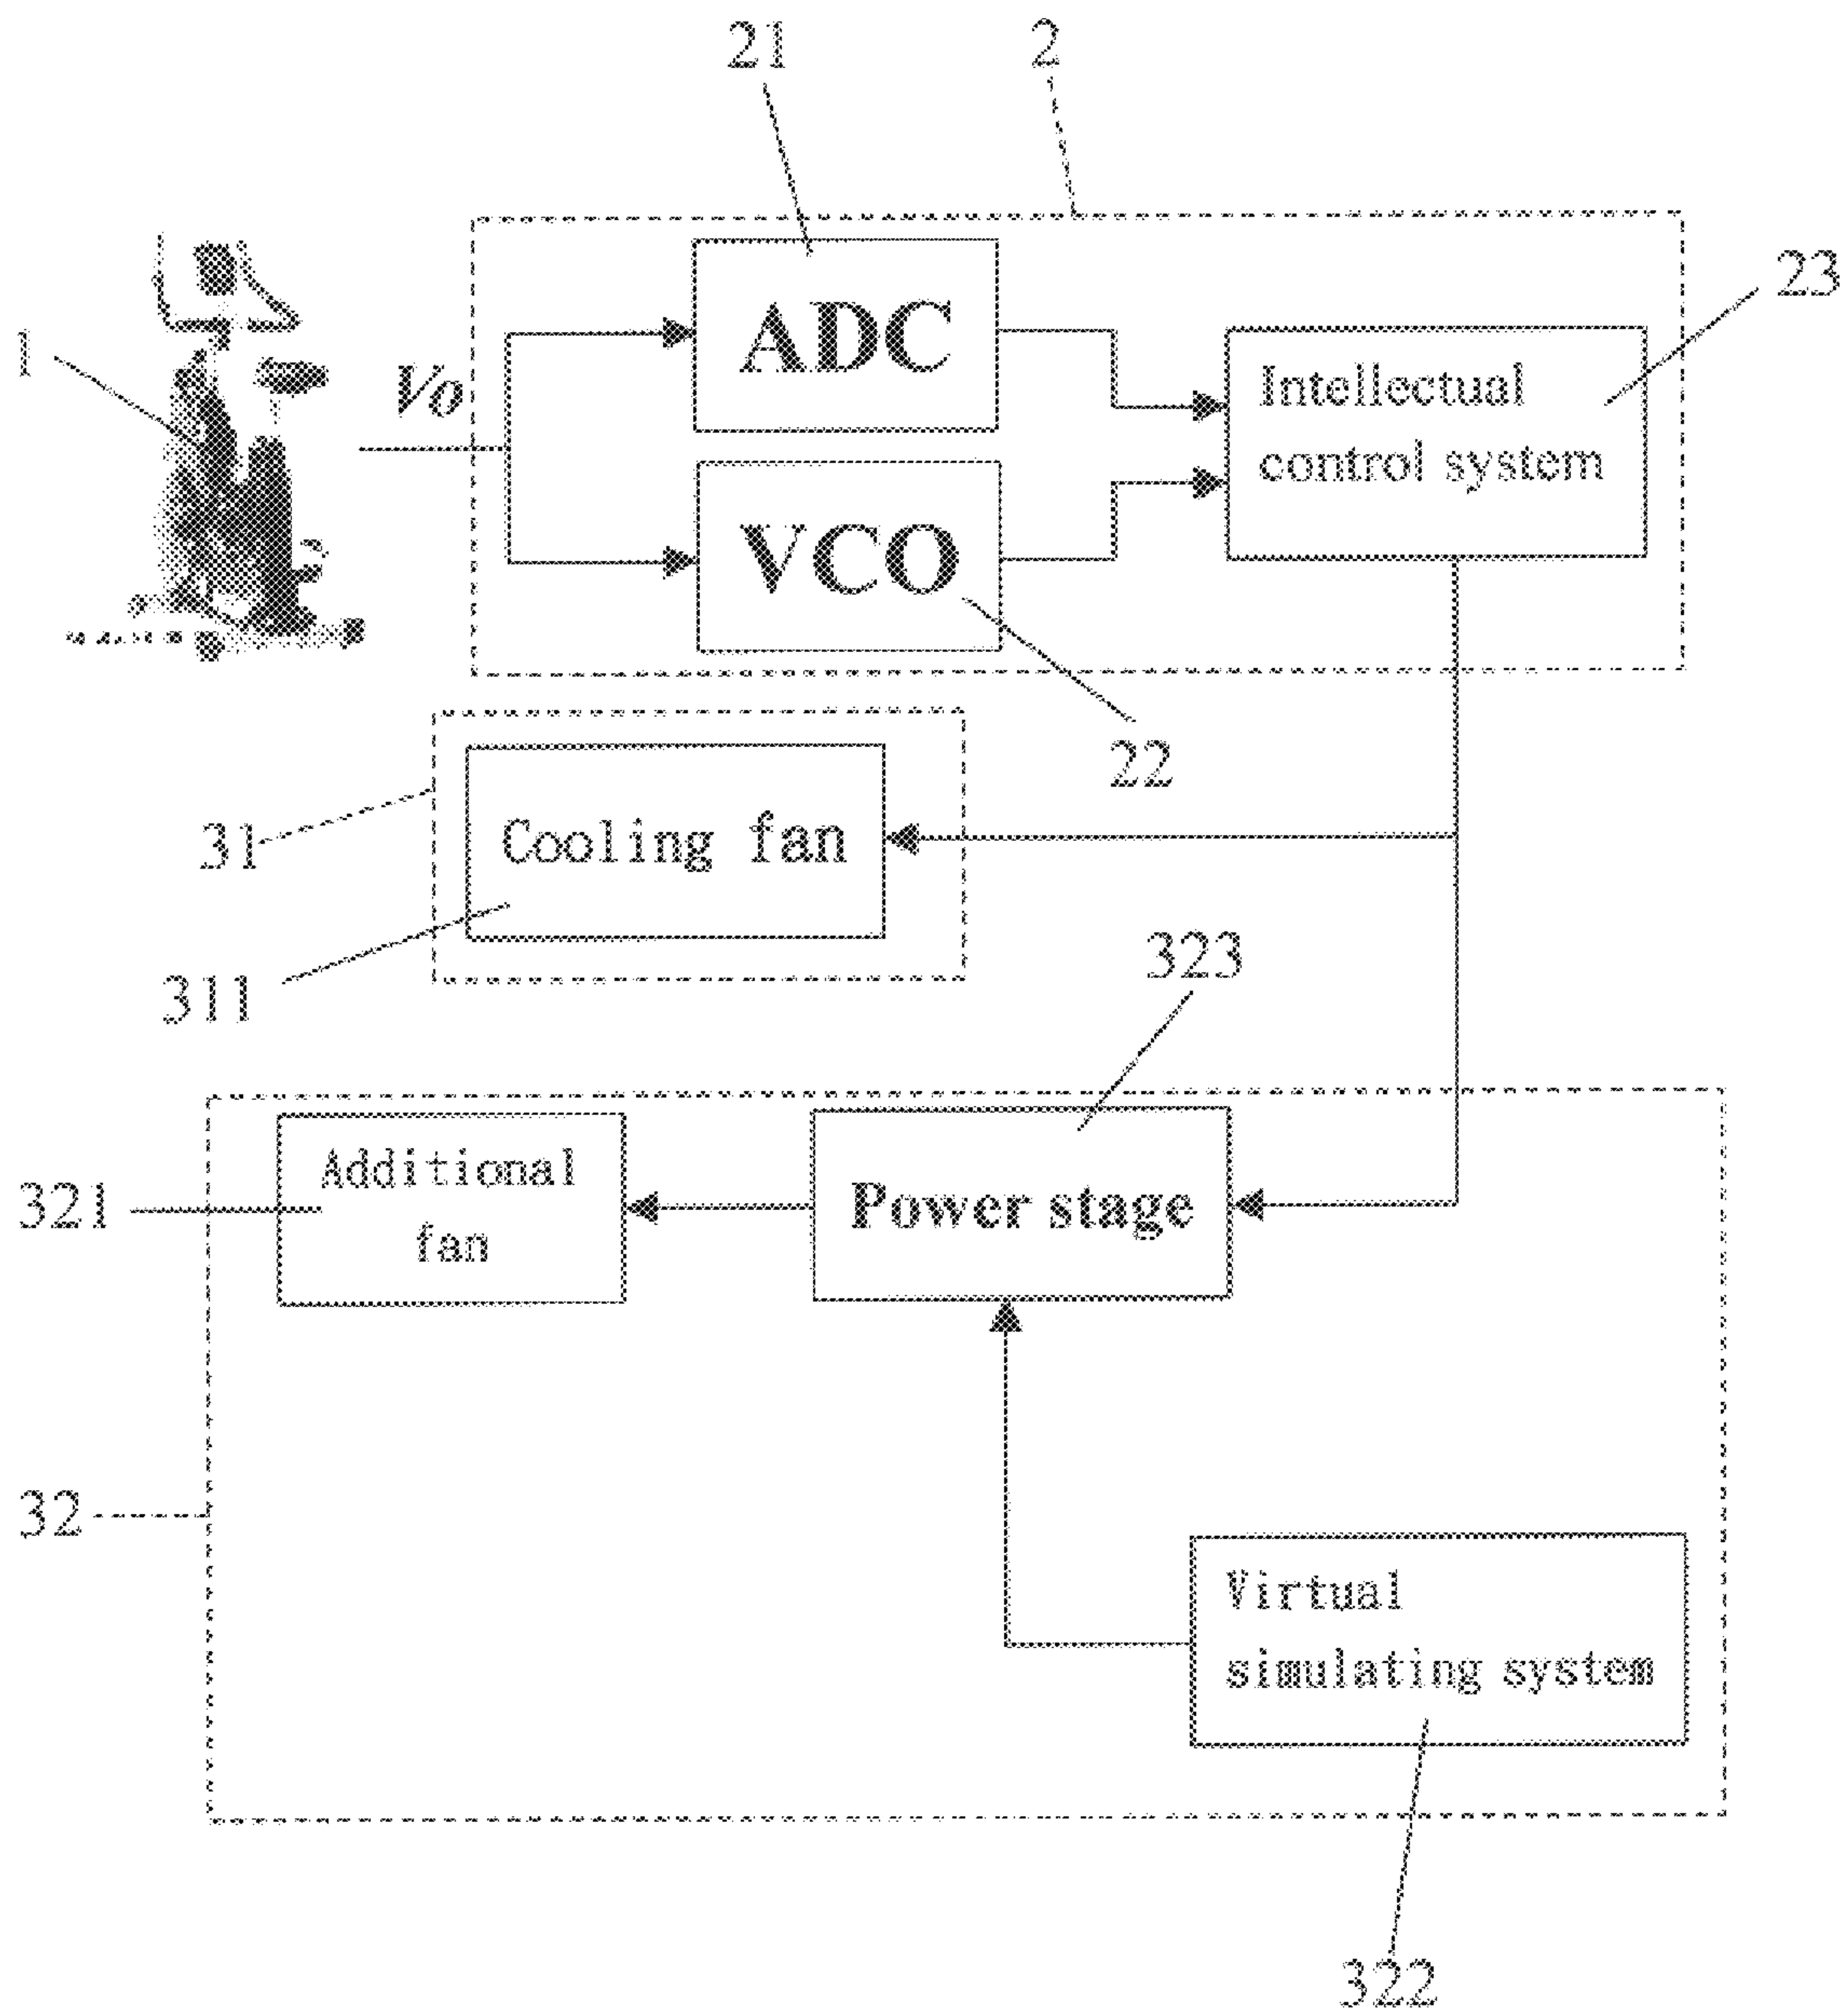 21
2
23
1
Vo
ADC
Intellectual
control system
VCO
22
31
Cooling fan
311
323
321
Additional
fan
Power stage
32
Virtual
simulating system
322